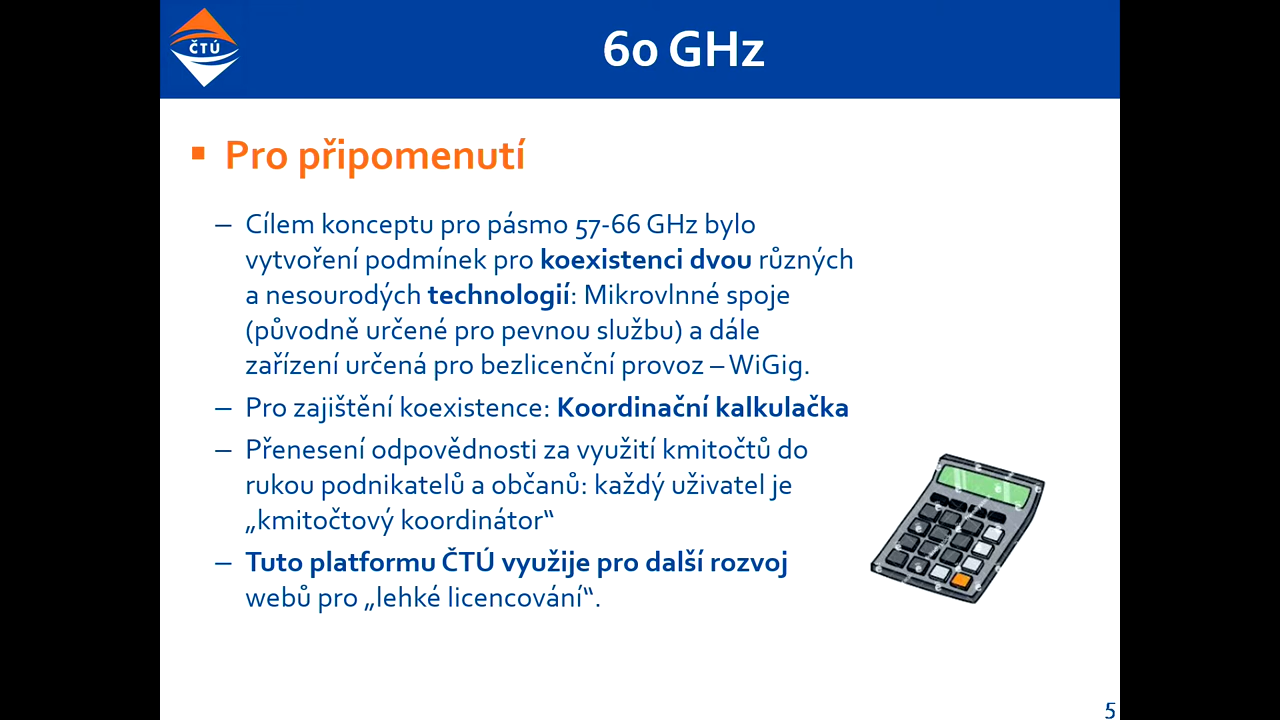 ČTÚ
60 GHz
Pro připomenutí
– Cílem konceptu pro pásmo 57-66 GHz bylo
vytvoření podmínek pro koexistenci dvou různých
a nesourodých technologií: Mikrovlnné spoje
(původně určené pro pevnou službu) a dále
zařízení určená pro bezlicenční provoz – WiGig.
– Pro zajištění koexistence: Koordinační kalkulačka
– Přenesení odpovědnosti za využití kmitočtů do
rukou podnikatelů a občanů: každý uživatel je
„kmitočtový koordinátor“
– Tuto platformu ČTÚ využije pro další rozvoj
webů pro „lehké licencování“.
5